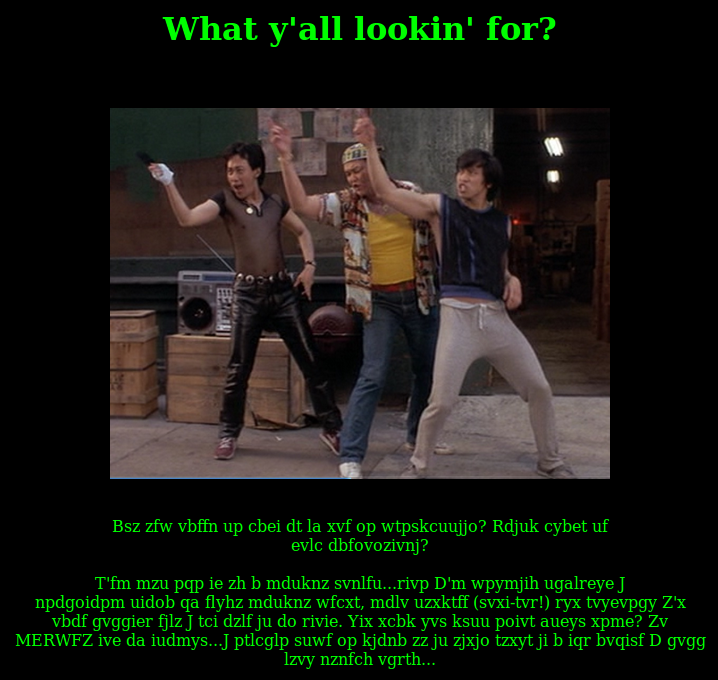 What y'all lookin' for?
Bsz zfw vbffn up cbei dt la xvf op wtpskcuujjo? Rdjuk cybet uf
evlc dbfovozivnj?
T'fm mzu pqp ie zh b mduknz svnlfu...rivp D'm wpymjih ugalreye J
npdgoidpm uidob qa flyhz mduknz wfcxt, mdlv uzxktff (svxi-tvr!) ryx tvyevpgy Z'x
vbdf gvggier fjlz J tci dzlf ju do rivie. Yix xcbk yvs ksuu poivt aueys xpme? Zv
MERWFZ ive da iudmys...J ptlcglp suwf op kjdnb zz ju zjxjo tzxyt ji b iqr bvqisf D gvgg
lzvy nznfch vgrth...